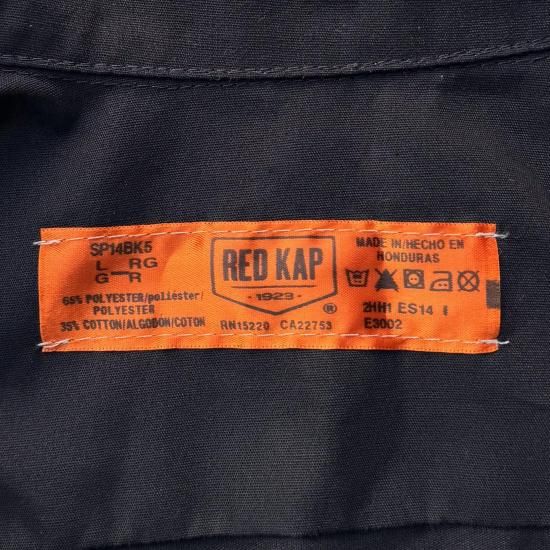 SP14BK5
L RG
G R
65% POLYESTER/poliéster/
POLYESTER
35% COTTON/ALGODON/COTON
RED KAP
-1923-
®
RN15220 CA22753
MADE IN/HECHO EN
HONDURAS
2HH1 ES14
E3002